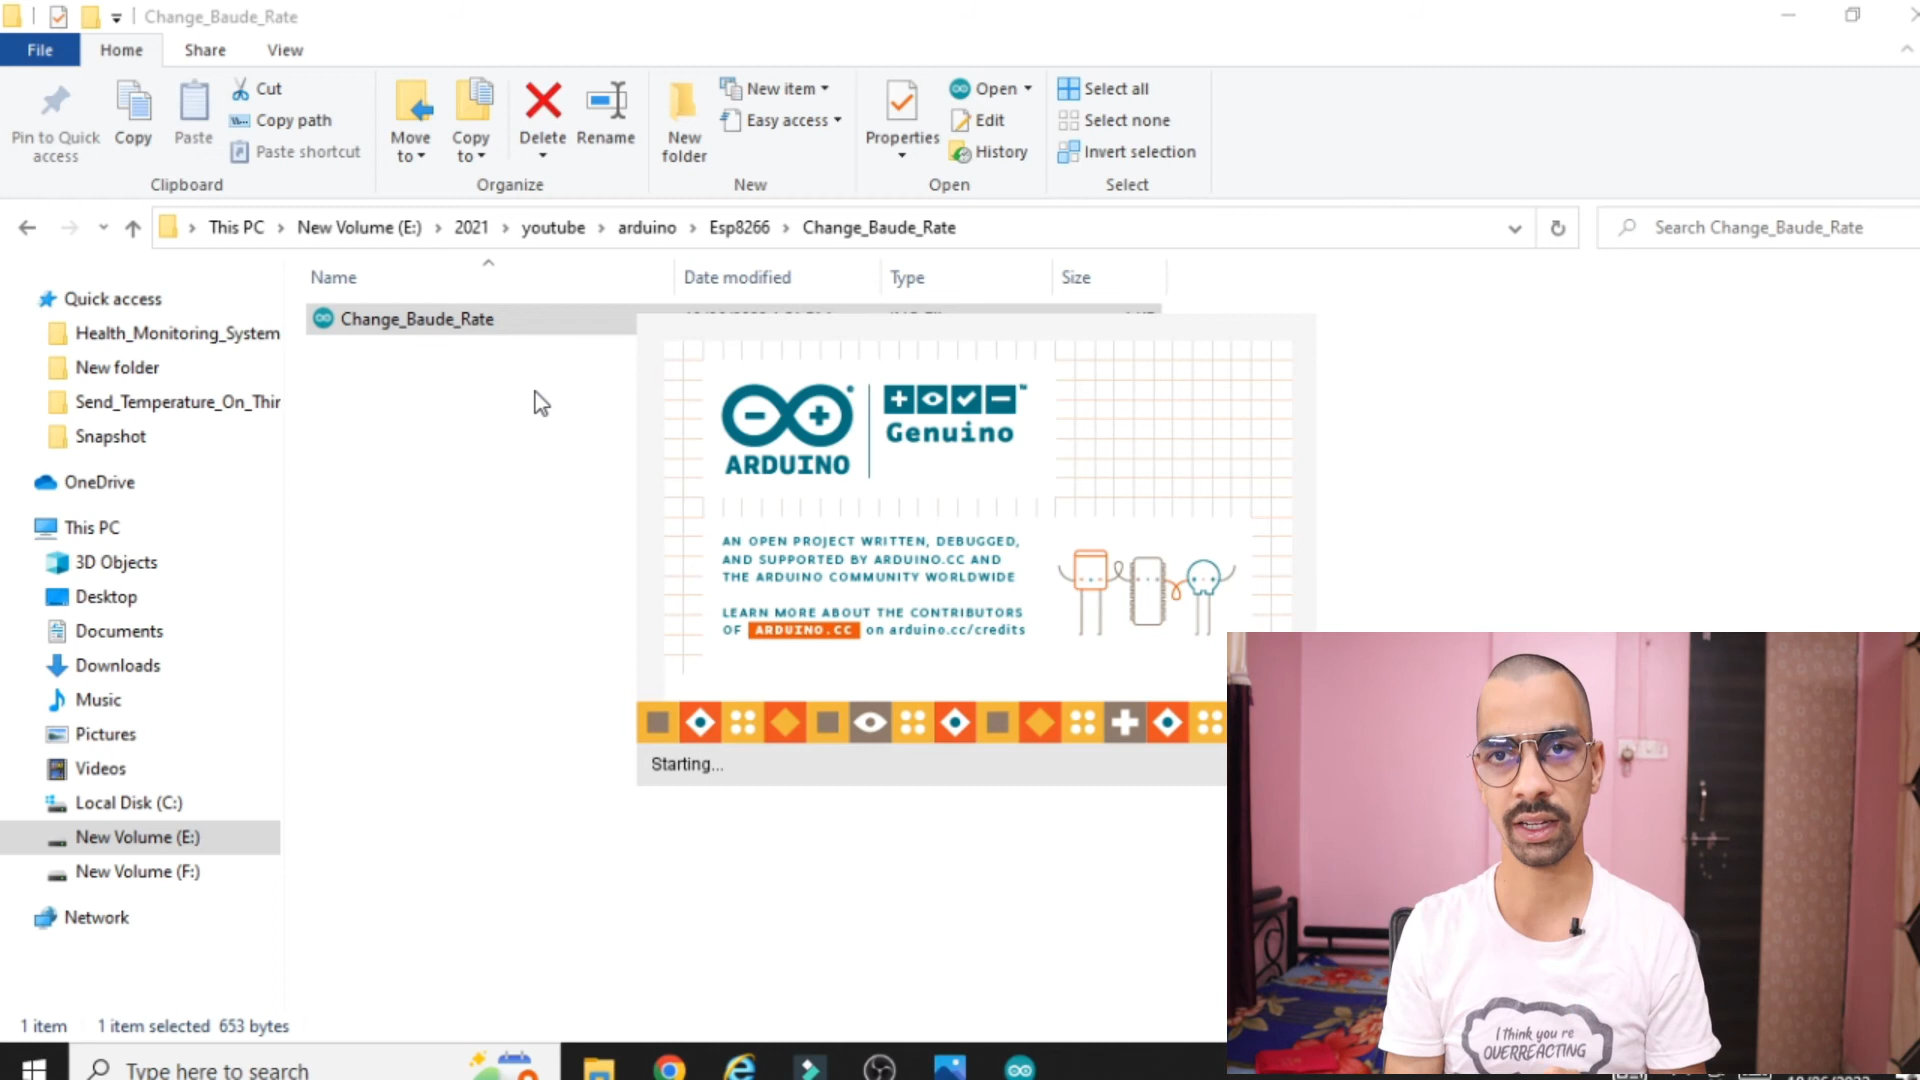 Change_Baude_Rate
File
Home
Share
View
Pin to Quick
access
Copy
Paste
Cut
Copy path
Paste shortcut
Clipboard
Move
to
Copy
to
Delete
Rename
Organize
New
folder
New item
Easy access
New
Properties
Open
Edit
History
Open
Select all
Select none
Invert selection
Select
This PC
New Volume (E:)
2021
youtube
arduino
Esp8266
Change_Baude_Rate
Search Change_Baude_Rate
Name
Date modified
Type
Size
Change_Baude_Rate
Quick access
Health_Monitoring_System
New folder
Send_Temperature_On_Thir
Snapshot
OneDrive
This PC
3D Objects
Desktop
Documents
Downloads
Music
Pictures
Videos
Local Disk (C:)
New Volume (E:)
New Volume (F:)
Network
ARDUINO
Genuino
AN OPEN PROJECT WRITTEN, DEBUGGED,
AND SUPPORTED BY ARDUINO.CC AND
THE ARDUINO COMMUNITY WORLDWIDE
LEARN MORE ABOUT THE CONTRIBUTORS
OF ARDUINO.CC on arduino.cc/credits
Starting...
I think you're
OVERREACTING
1 item
1 item selected 653 bytes
Type here to search